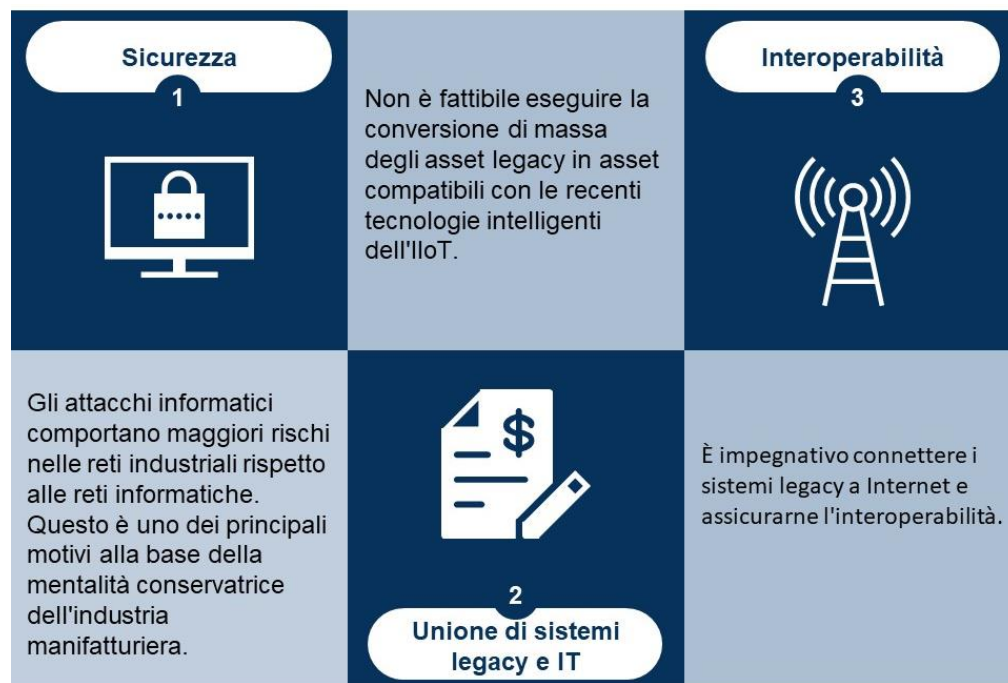 Sicurezza
1
Gli attacchi informatici
comportano maggiori rischi
nelle reti industriali rispetto
alle reti informatiche.
Questo è uno dei principali
motivi alla base della
mentalità conservatrice
dell'industria
manifatturiera.
Non è fattibile eseguire la
conversione di massa
degli asset legacy in asset
compatibili con le recenti
tecnologie intelligenti
dell'IIoT.
$
2
Unione di sistemi
legacy e IT
Interoperabilità
3
È impegnativo connettere i
sistemi legacy a Internet e
assicurarne l'interoperabilità.